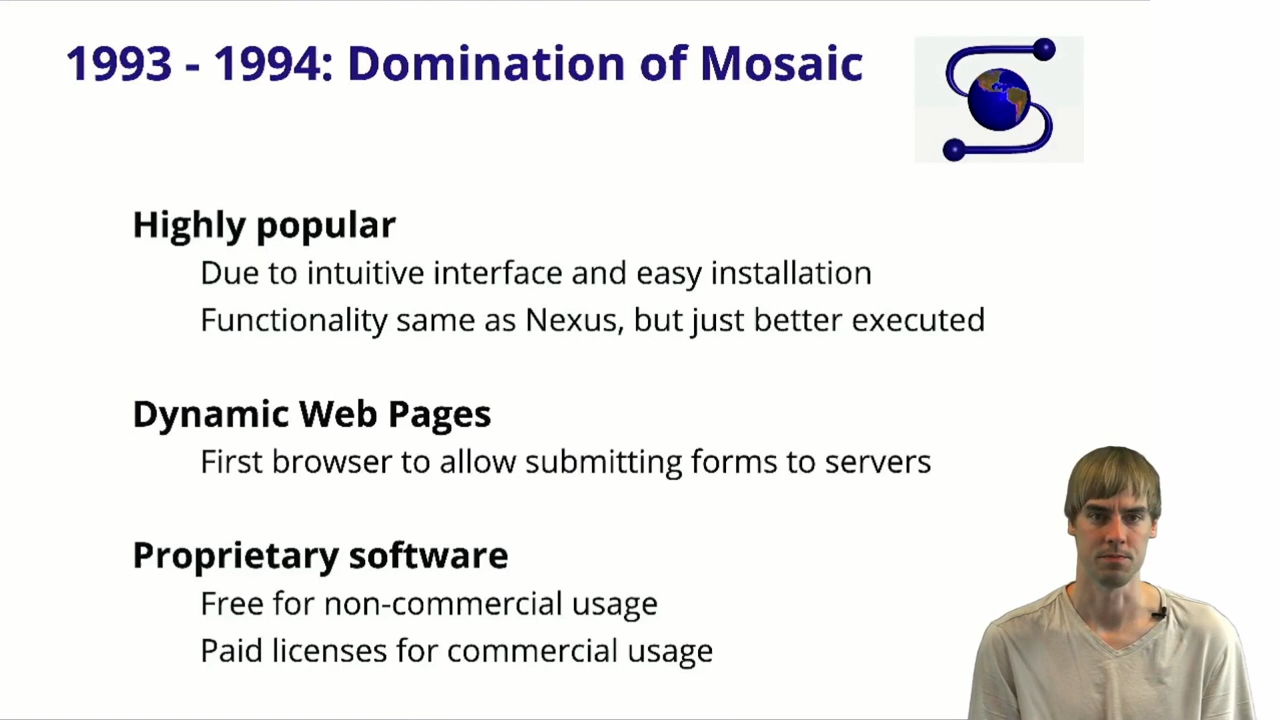 1993 - 1994: Domination of Mosaic
Highly popular
Due to intuitive interface and easy installation
Functionality same as Nexus, but just better executed
Dynamic Web Pages
First browser to allow submitting forms to servers
Proprietary software
Free for non-commercial usage
Paid licenses for commercial usage